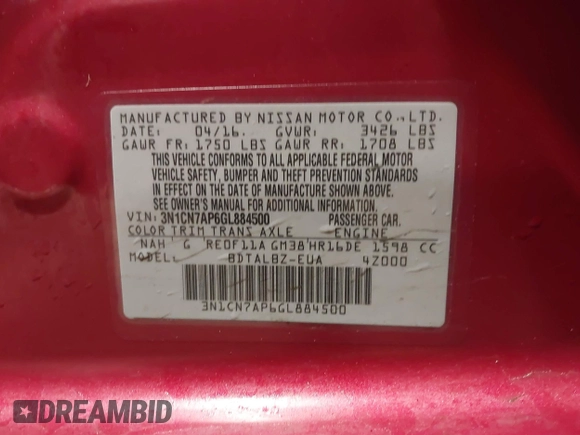 MANUFACTURED BY NISSAN MOTOR CO., LTD.
DATE: 04/16. GVWR: 3426 LBS
GAWR FR: 1750 LBS GAWR RR: 1708 LBS
THIS VEHICLE CONFORMS TO ALL APPLICABLE FEDERAL MOTOR
VEHICLE SAFETY, BUMPER, AND THEFT PREVENTION STANDARDS
IN EFFECT ON THE DATE OF MANUFACTURE SHOWN ABOVE.
SEE OWNER'S MANUAL FOR ADDITIONAL INFORMATION.
VIN: 3N1CN7AP6GL884500 PASSENGER CAR.
COLOR TRIM TRANS AXLE ENGINE
NAH G RE0F11A GM38 HR16DE 1598 CC
MODEL: BDTALBZ-EUA 4Z000
3N1CN7AP6GL884500
DREAMBID